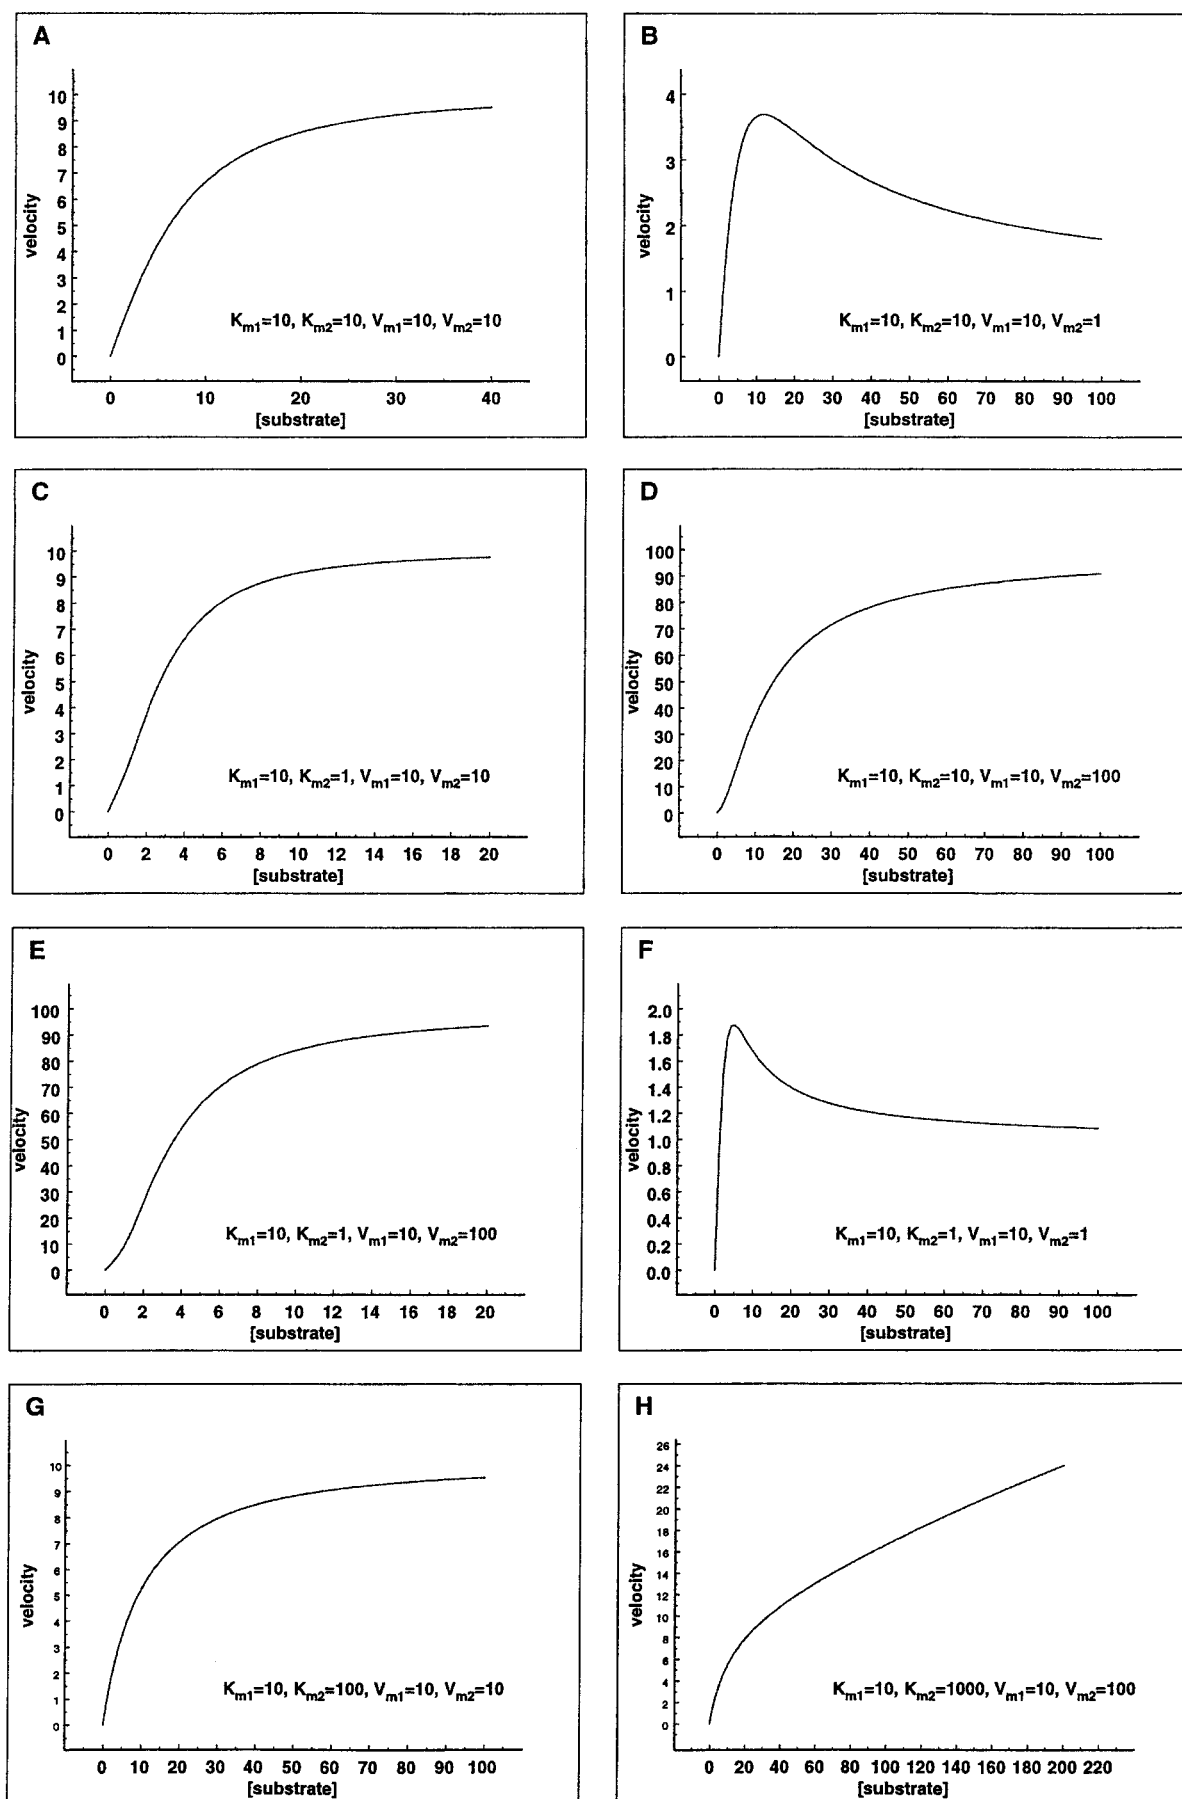 A
velocity
10
9
8
7
6
5
4
3
2
1
0
Km1=10, Km2=10, Vm1=10, Vm2=10
0 10 20 30 40
[substrate]
B
velocity
4
3
2
1
0
Km1=10, Km2=10, Vm1=10, Vm2=1
0 10 20 30 40 50 60 70 80 90 100
[substrate]
C
velocity
10
9
8
7
6
5
4
3
2
1
0
Km1=10, Km2=1, Vm1=10, Vm2=10
0 2 4 6 8 10 12 14 16 18 20
[substrate]
D
velocity
100
90
80
70
60
50
40
30
20
10
0
Km1=10, Km2=10, Vm1=10, Vm2=100
0 10 20 30 40 50 60 70 80 90 100
[substrate]
E
velocity
100
90
80
70
60
50
40
30
20
10
0
Km1=10, Km2=1, Vm1=10, Vm2=100
0 2 4 6 8 10 12 14 16 18 20
[substrate]
F
velocity
2.0
1.8
1.6
1.4
1.2
1.0
0.8
0.6
0.4
0.2
0.0
Km1=10, Km2=1, Vm1=10, Vm2=1
0 10 20 30 40 50 60 70 80 90 100
[substrate]
G
velocity
10
9
8
7
6
5
4
3
2
1
0
Km1=10, Km2=100, Vm1=10, Vm2=10
0 10 20 30 40 50 60 70 80 90 100
[substrate]
H
velocity
26
24
22
20
18
16
14
12
10
8
6
4
2
0
Km1=10, Km2=1000, Vm1=10, Vm2=100
0 20 40 60 80 100 120 140 160 180 200 220
[substrate]